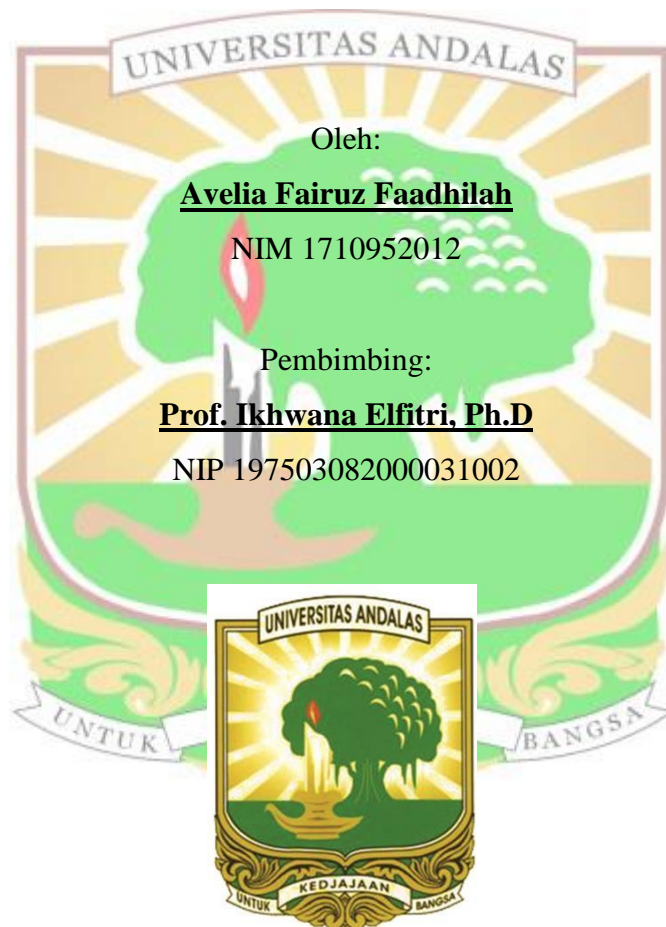 UNIVERSITAS ANDALAS
Oleh:
Avelia Fairuz Faadhilah
NIM 1710952012
Pembimbing:
Prof. Ikhwana Elfitri, Ph.D
NIP 197503082000031002
UNIVERSITAS ANDALAS
UNTUK BANGSA
UNTUK KEDJAJAAN BANGSA